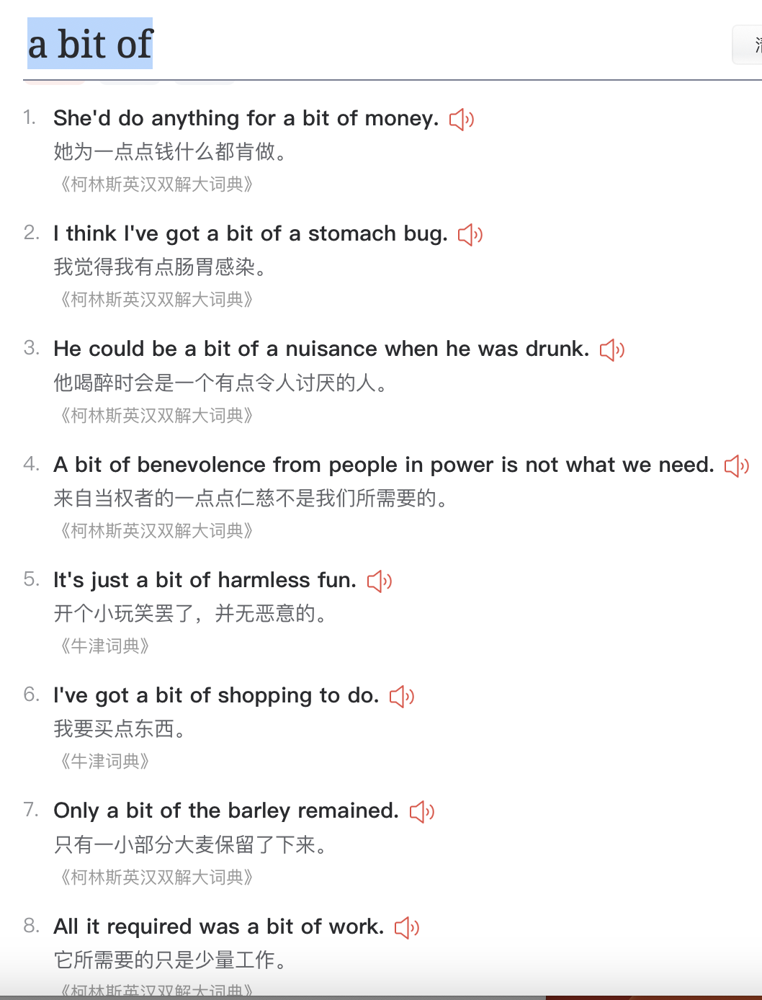 a bit of
1. She'd do anything for a bit of money.
她为一点点钱什么都肯做。
《柯林斯英汉双解大词典》
2. I think I've got a bit of a stomach bug.
我觉得我有点肠胃感染。
《柯林斯英汉双解大词典》
3. He could be a bit of a nuisance when he was drunk.
他喝醉时会是一个有点令人讨厌的人。
《柯林斯英汉双解大词典》
4. A bit of benevolence from people in power is not what we need.
来自当权者的一点点仁慈不是我们所需要的。
《柯林斯英汉双解大词典》
5. It's just a bit of harmless fun.
开个小玩笑罢了，并无恶意的。
《牛津词典》
6. I've got a bit of shopping to do.
我要买点东西。
《牛津词典》
7. Only a bit of the barley remained.
只有一小部分大麦保留了下来。
《柯林斯英汉双解大词典》
8. All it required was a bit of work.
它所需要的只是少量工作。
《柯林斯英汉双解大词典》